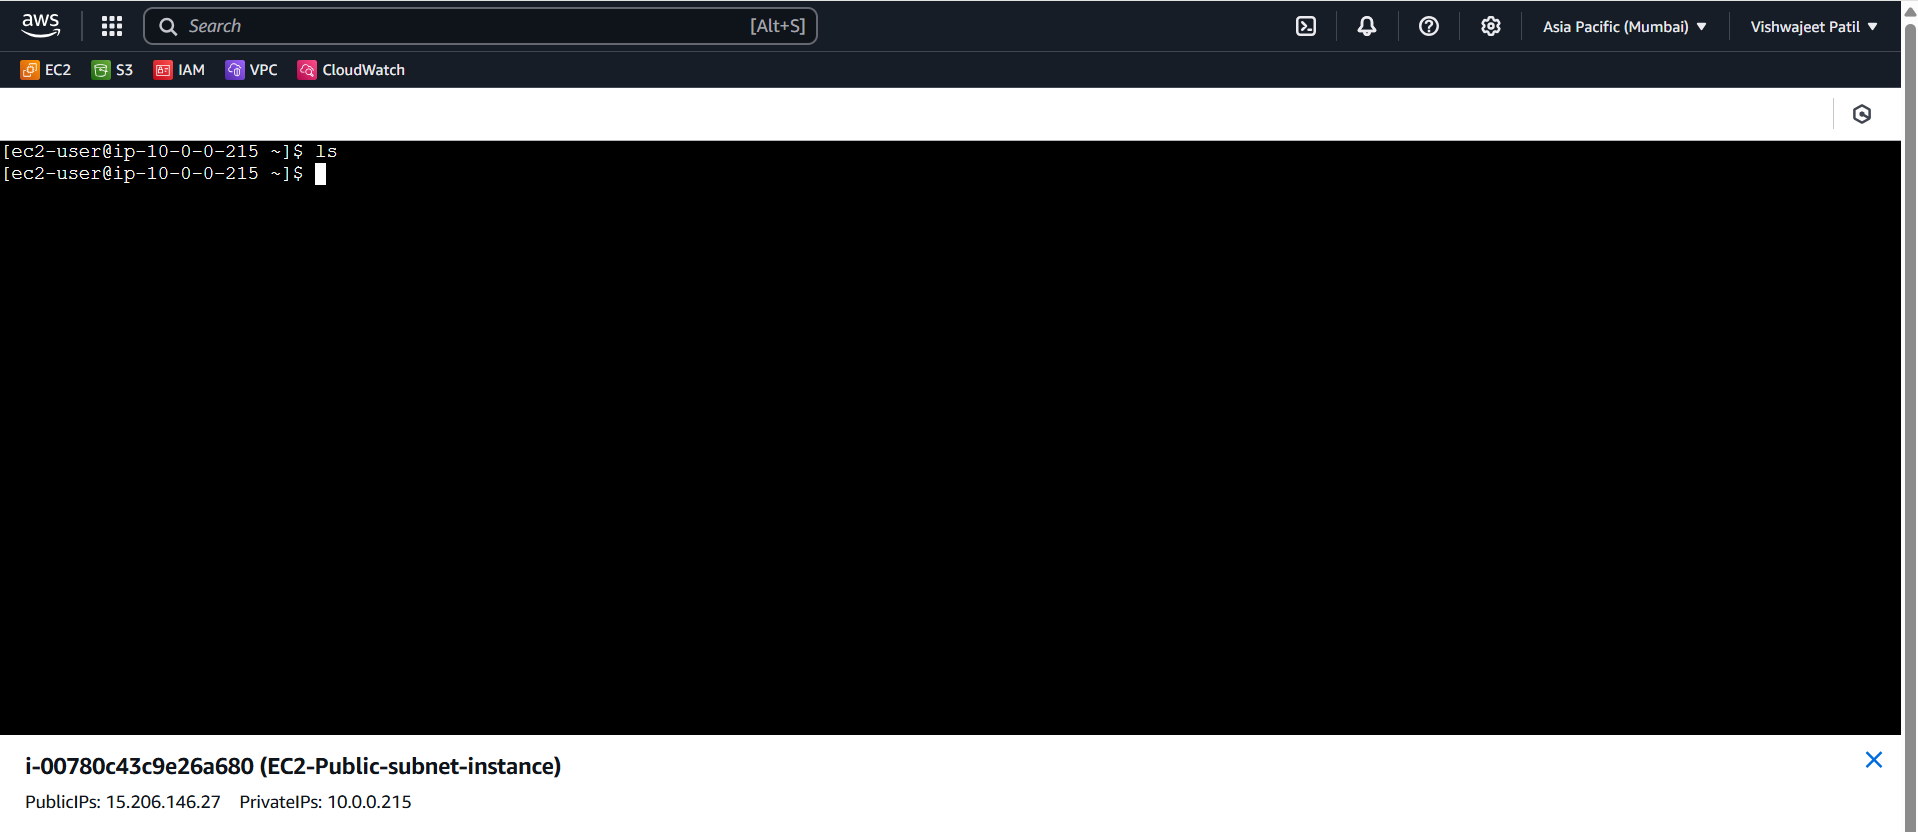 aws Search [Alt+S] Asia Pacific (Mumbai) Vishwajeet Patil
EC2 S3 IAM VPC CloudWatch
[ec2-user@ip-10-0-0-215 ~]$ ls
[ec2-user@ip-10-0-0-215 ~]$
i-00780c43c9e26a680 (EC2-Public-subnet-instance)
PublicIPs: 15.206.146.27 PrivateIPs: 10.0.0.215